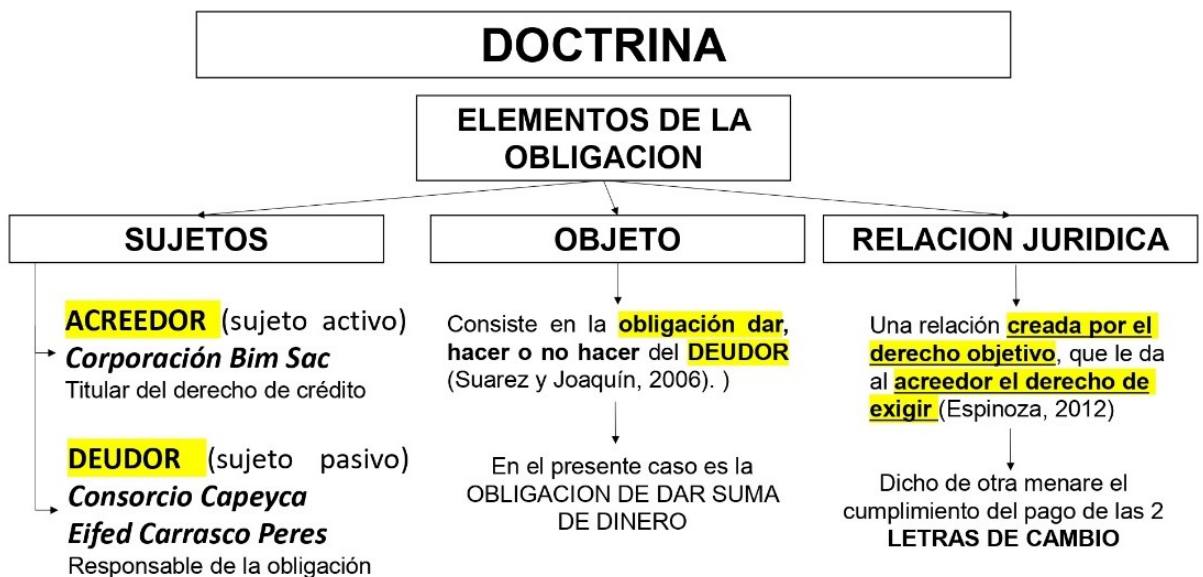 DOCTRINA
ELEMENTOS DE LA
OBLIGACION
SUJETOS
ACREEDOR (sujeto activo)
Corporación Bim Sac
Titular del derecho de crédito
DEUDOR (sujeto pasivo)
Consorcio Capeyca
Eifed Carrasco Peres
Responsable de la obligación
OBJETO
Consiste en la obligación dar,
hacer o no hacer del DEUDOR
(Suarez y Joaquín, 2006). )
En el presente caso es la
OBLIGACION DE DAR SUMA
DE DINERO
RELACION JURIDICA
Una relación creada por el
derecho objetivo, que le da
al acreedor el derecho de
exigir (Espinoza, 2012)
Dicho de otra menare el
cumplimiento del pago de las 2
LETRAS DE CAMBIO